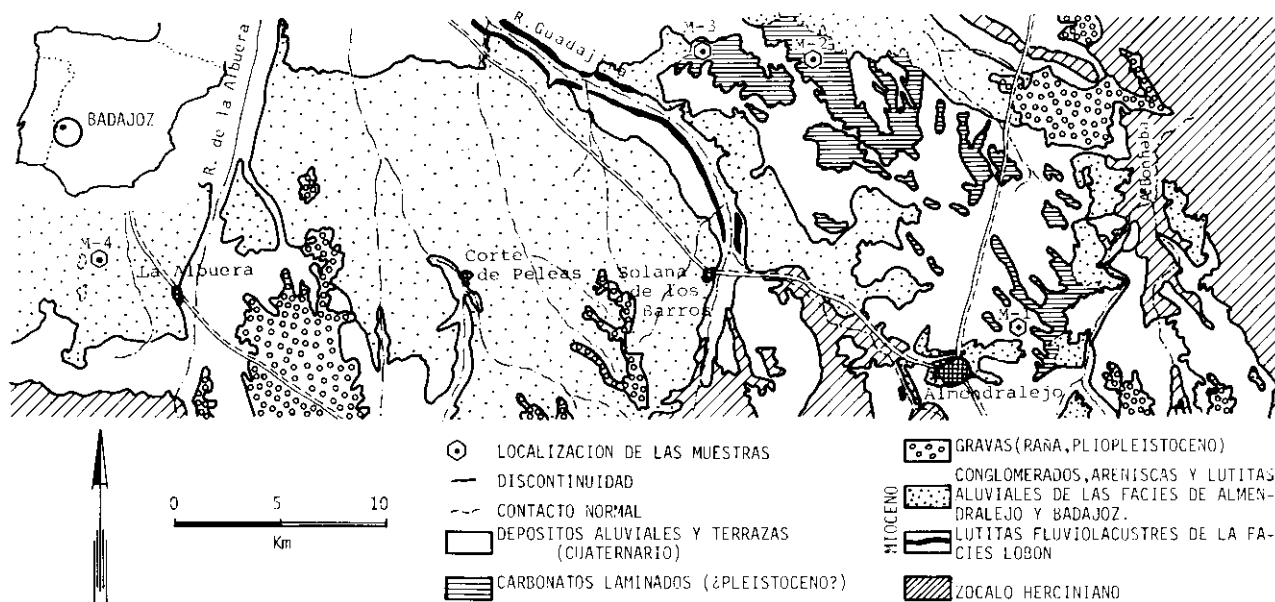 BADAJOZ
R. de la Albuera
R. Guadajira
M-3
M-2
M-4
La Albuera
Corte
de Peleas
Solana
de los
Barros
M-1
Almendralejo
0 5 10
Km
LOCALIZACION DE LAS MUESTRAS
DISCONTINUIDAD
CONTACTO NORMAL
DEPOSITOS ALUVIALES Y TERRAZAS
(CUATERNARIO)
CARBONATOS LAMINADOS (¿PLEISTOCENO?)
GRAVAS(RAÑA,PLIOPLEISTOCENO)
MIOCENO
CONGLOMERADOS,ARENISCAS Y LUTITAS
ALUVIALES DE LAS FACIES DE ALMEN-
DRALEJO Y BADAJOZ.
LUTITAS FLUVIOLACUSTRES DE LA FA-
CIES LOBON
ZOCALO HERCINIANO